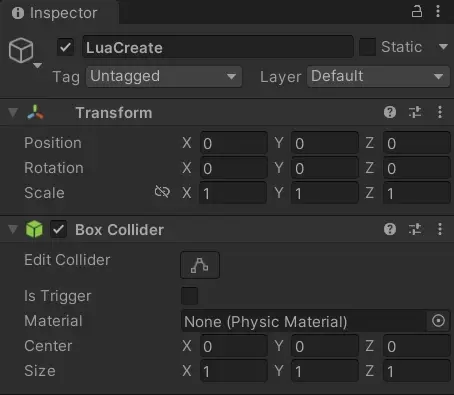 Inspector
LuaCreate Static
Tag Untagged Layer Default
Transform
Position X 0 Y 0 Z 0
Rotation X 0 Y 0 Z 0
Scale X 1 Y 1 Z 1
Box Collider
Edit Collider
Is Trigger
Material None (Physic Material)
Center X 0 Y 0 Z 0
Size X 1 Y 1 Z 1